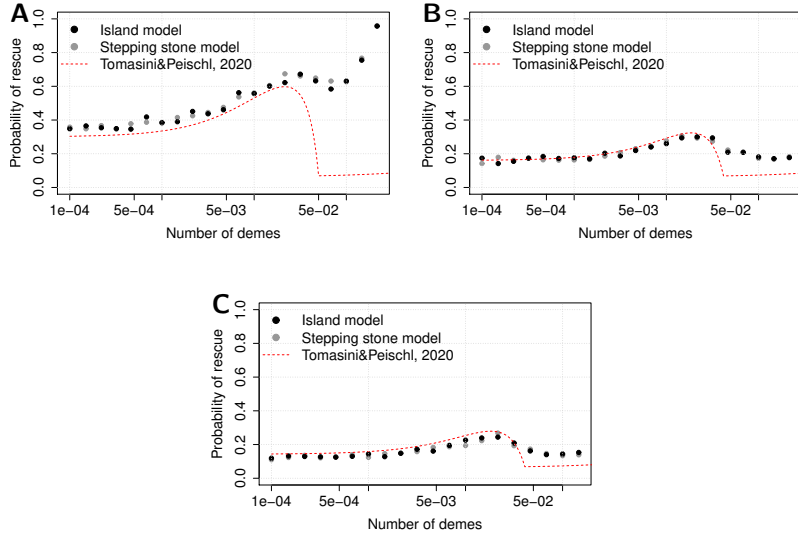 A
Probability of rescue
1.0
0.8
0.6
0.4
0.2
0.0
Island model
Stepping stone model
Tomasini&Peischl, 2020
1e−04
5e−04
5e−03
5e−02
Number of demes
B
Probability of rescue
1.0
0.8
0.6
0.4
0.2
0.0
Island model
Stepping stone model
Tomasini&Peischl, 2020
1e−04
5e−04
5e−03
5e−02
Number of demes
C
Probability of rescue
1.0
0.8
0.6
0.4
0.2
0.0
Island model
Stepping stone model
Tomasini&Peischl, 2020
1e−04
5e−04
5e−03
5e−02
Number of demes